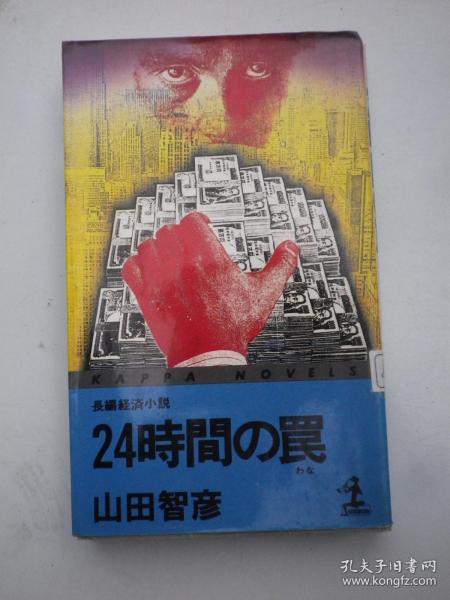 KAPPA NOVELS
長編経済小説
24時間の罠
わな
山田智彦
孔夫子旧书网
www.kongfz.com